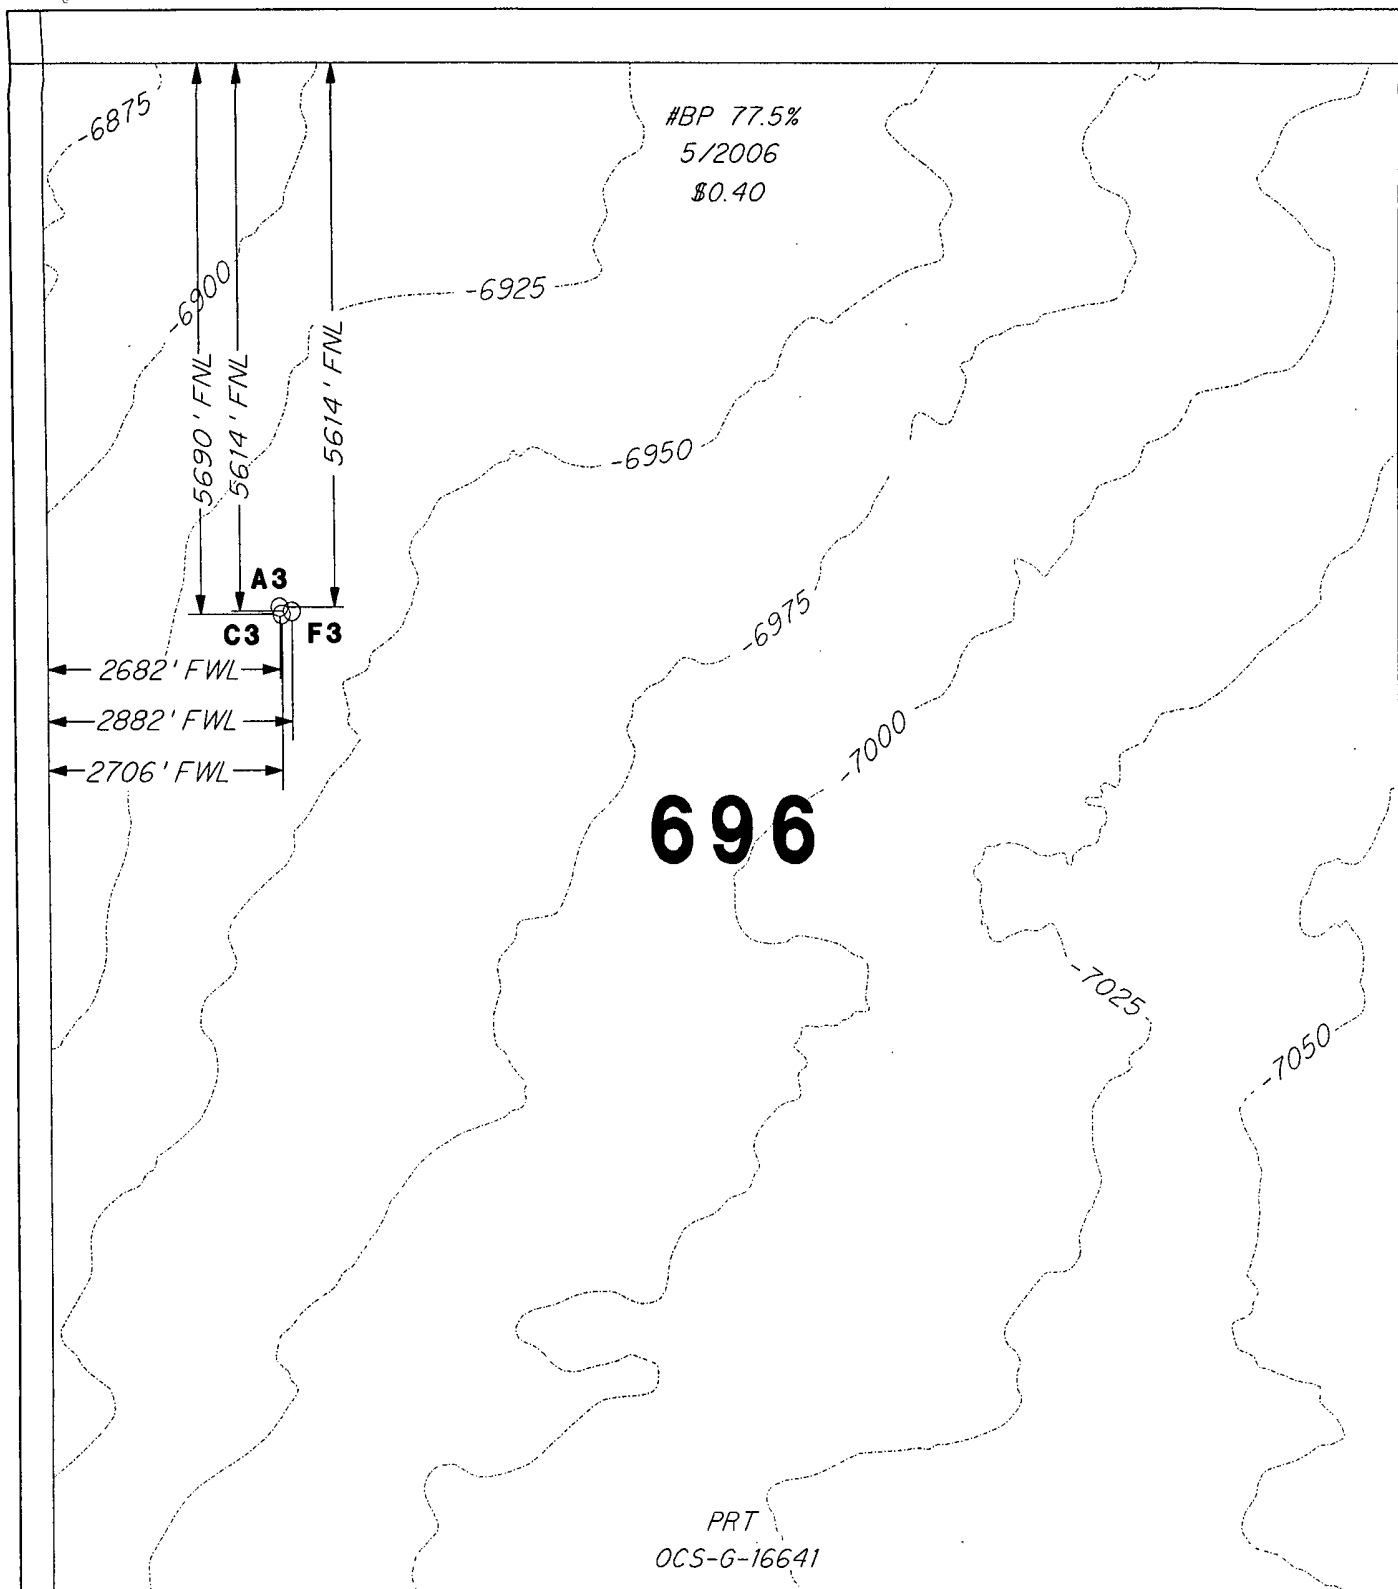 -6875
#BP 77.5%
5/2006
$0.40
-6900
-6925
5690' FNL
5614' FNL
5614' FNL
-6950
A3
C3
F3
-6975
2682' FWL
2882' FWL
2706' FWL
-7000
696
-7025
-7050
PRT
OCS-G-16641